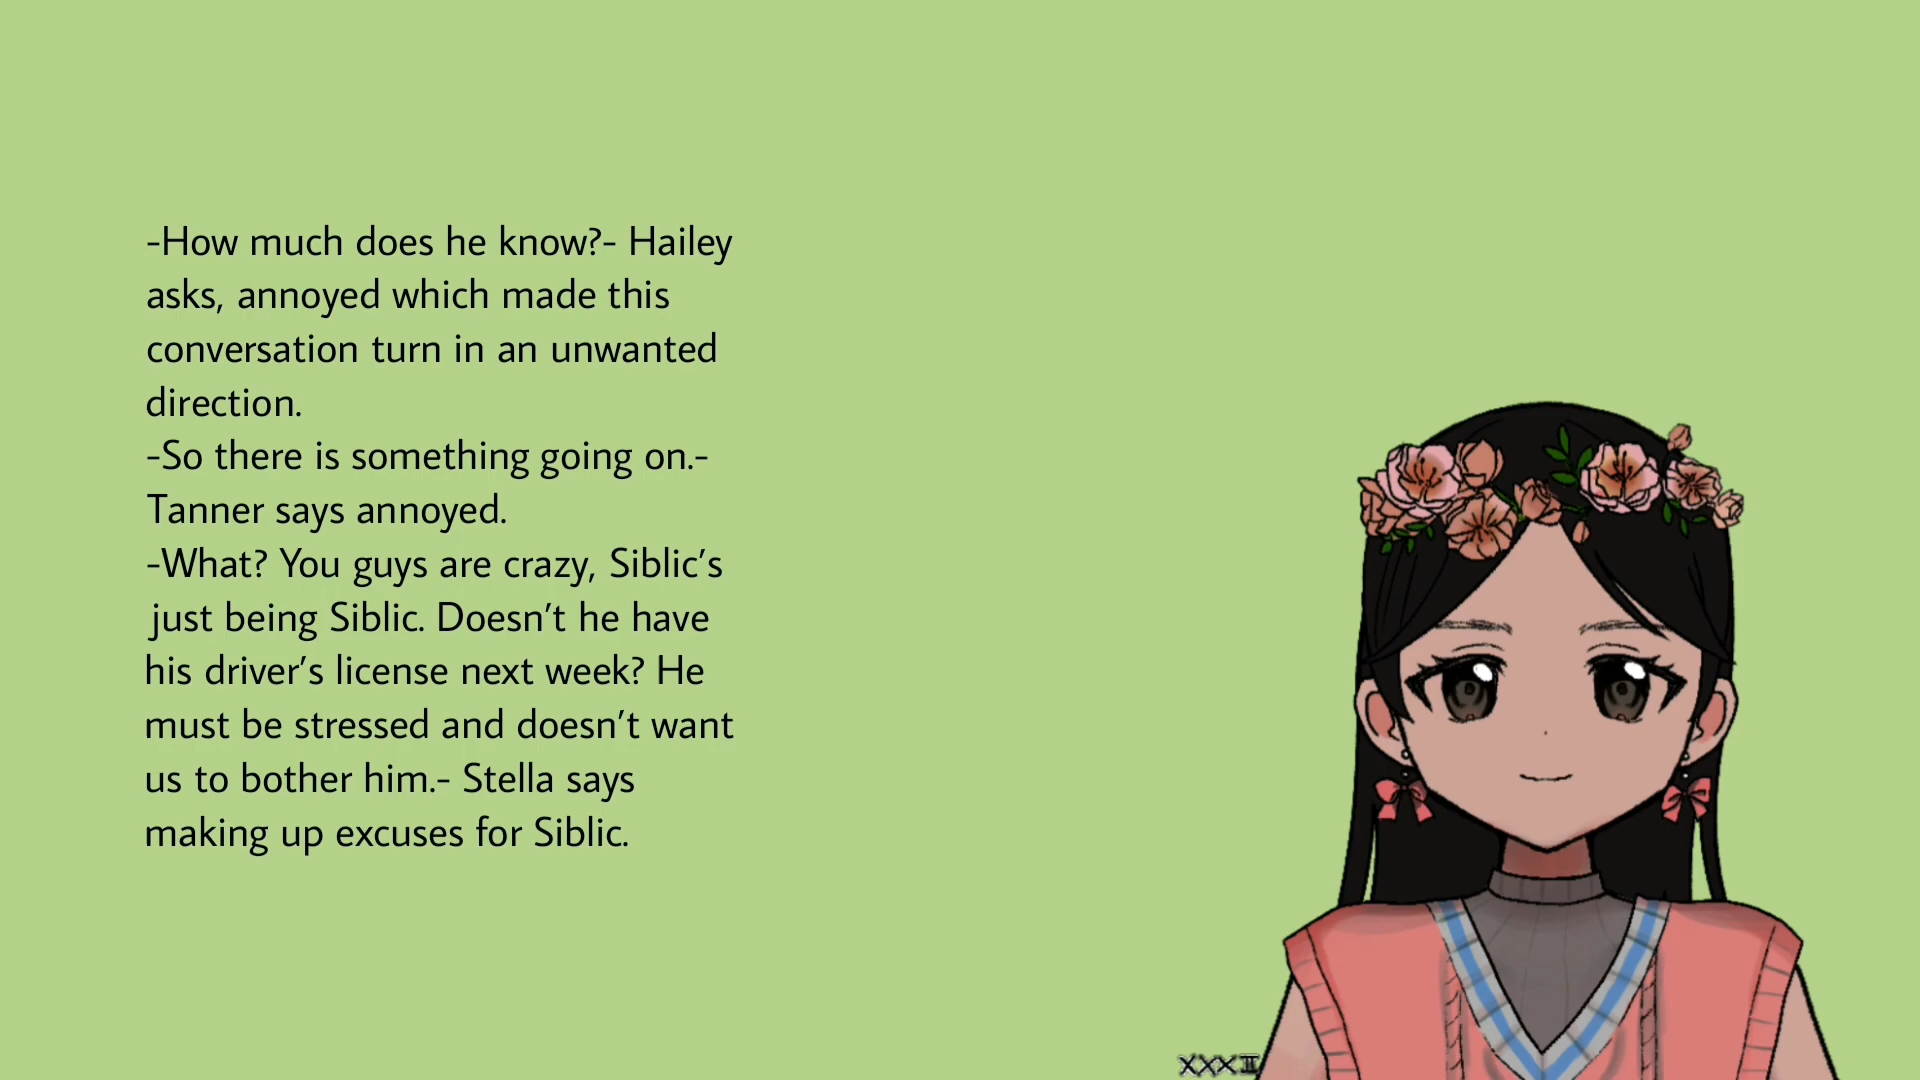 -How much does he know?- Hailey
asks, annoyed which made this
conversation turn in an unwanted
direction.
-So there is something going on.-
Tanner says annoyed.
-What? You guys are crazy, Siblic’s
just being Siblic. Doesn’t he have
his driver’s license next week? He
must be stressed and doesn’t want
us to bother him.- Stella says
making up excuses for Siblic.
XXXII